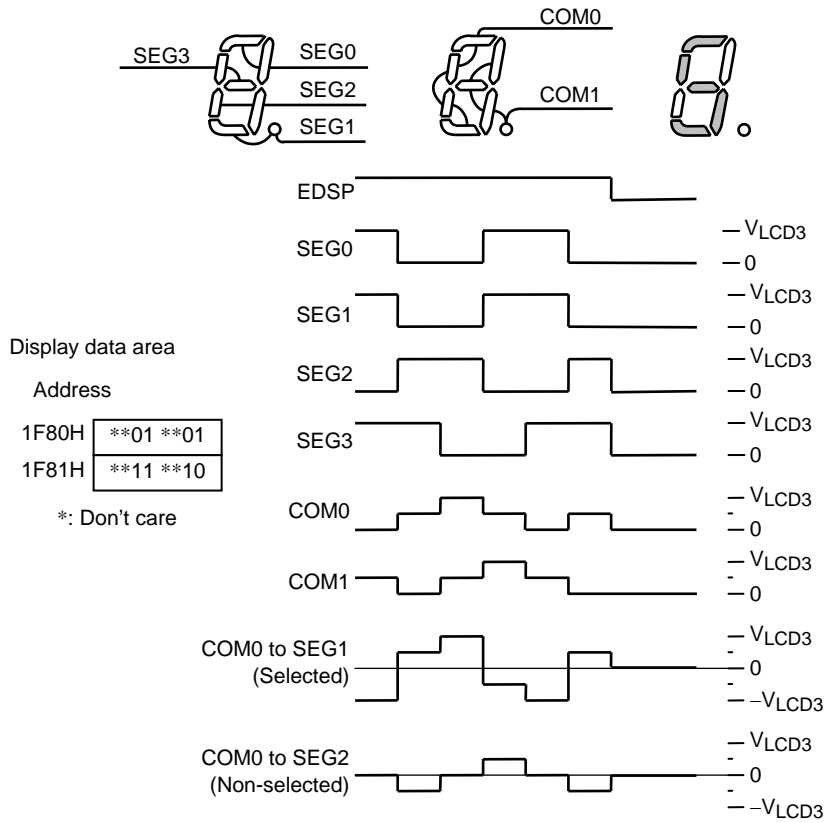 COM0
SEG3 SEG0
SEG2
COM1
SEG1
EDSP
SEG0 VLCD3
0
SEG1 VLCD3
0
Display data area
SEG2 VLCD3
0
Address
1F80H **01 **01
SEG3 VLCD3
0
1F81H **11 **10
*: Don't care
COM0 VLCD3
0
COM1 VLCD3
0
COM0 to SEG1
(Selected)
VLCD3
0
−VLCD3
COM0 to SEG2
(Non-selected)
VLCD3
0
−VLCD3